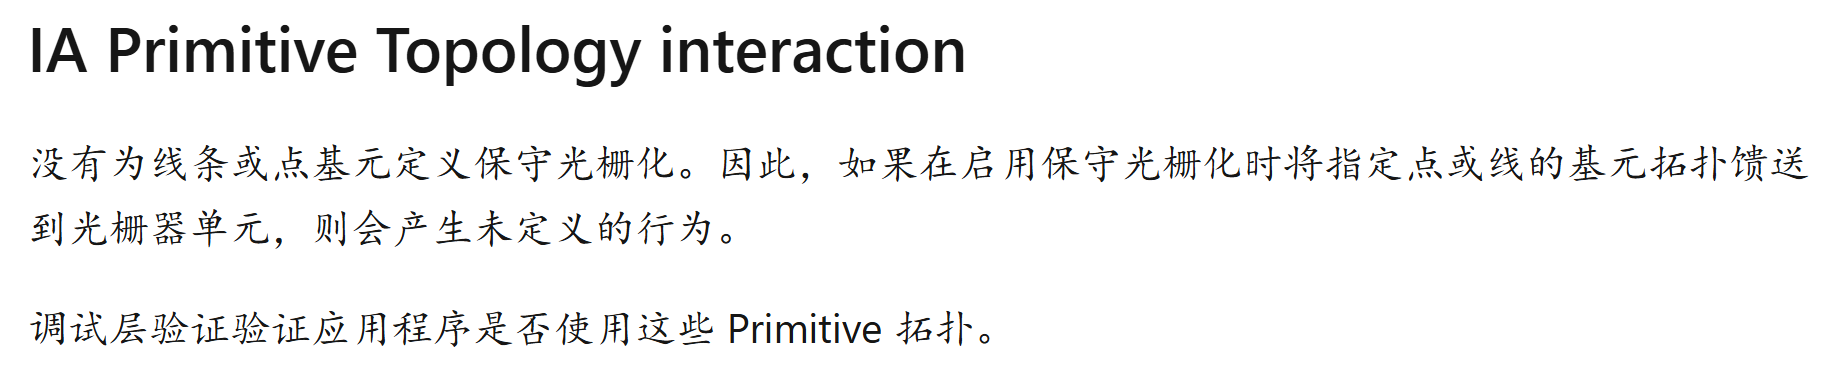 IA Primitive Topology interaction
没有为线条或点基元定义保守光栅化。因此，如果在启用保守光栅化时将指定点或线的基元拓扑馈送
到光栅器单元，则会产生未定义的行为。
调试层验证验证应用程序是否使用这些 Primitive 拓扑。